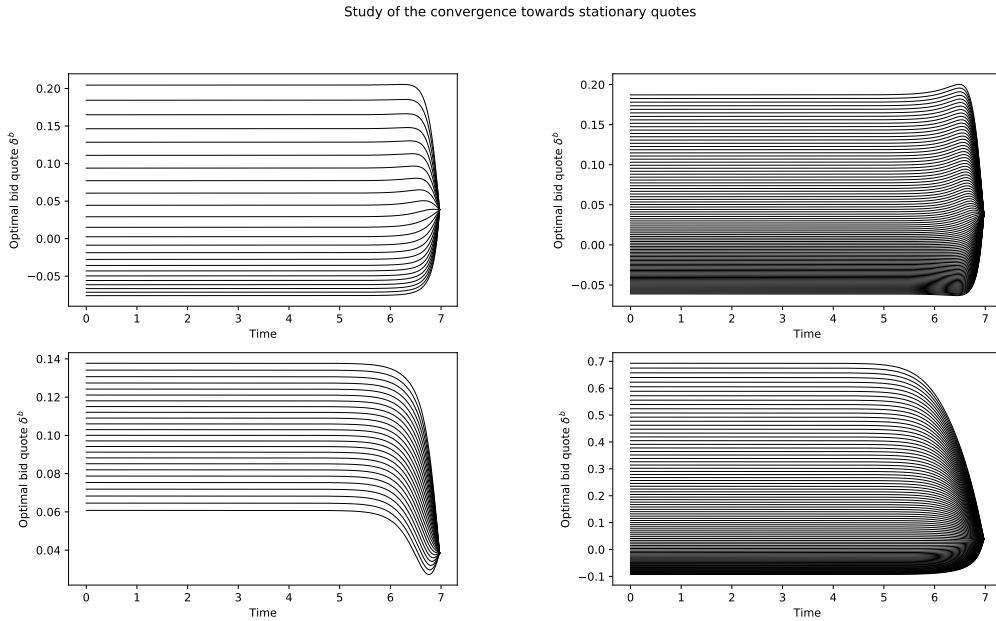 Study of the convergence towards stationary quotes
Optimal bid quote δᵇ
0.20
0.15
0.10
0.05
0.00
−0.05
0 1 2 3 4 5 6 7
Time
Optimal bid quote δᵇ
0.20
0.15
0.10
0.05
0.00
−0.05
0 1 2 3 4 5 6 7
Time
Optimal bid quote δᵇ
0.14
0.12
0.10
0.08
0.06
0.04
0 1 2 3 4 5 6 7
Time
Optimal bid quote δᵇ
0.7
0.6
0.5
0.4
0.3
0.2
0.1
0.0
−0.1
0 1 2 3 4 5 6 7
Time